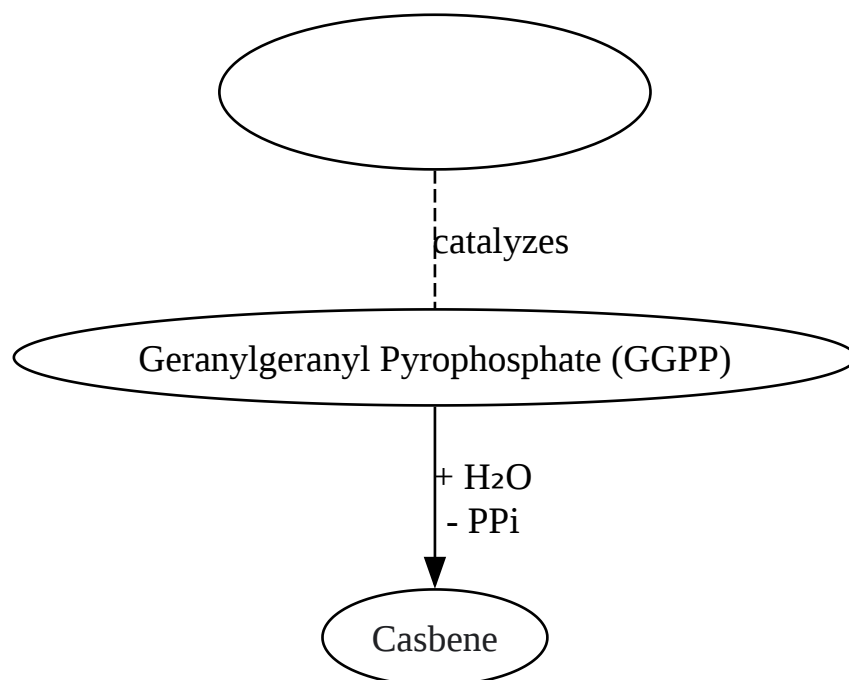 catalyzes
Geranylgeranyl Pyrophosphate (GGPP)
+ H₂O
- PPi
Casbene